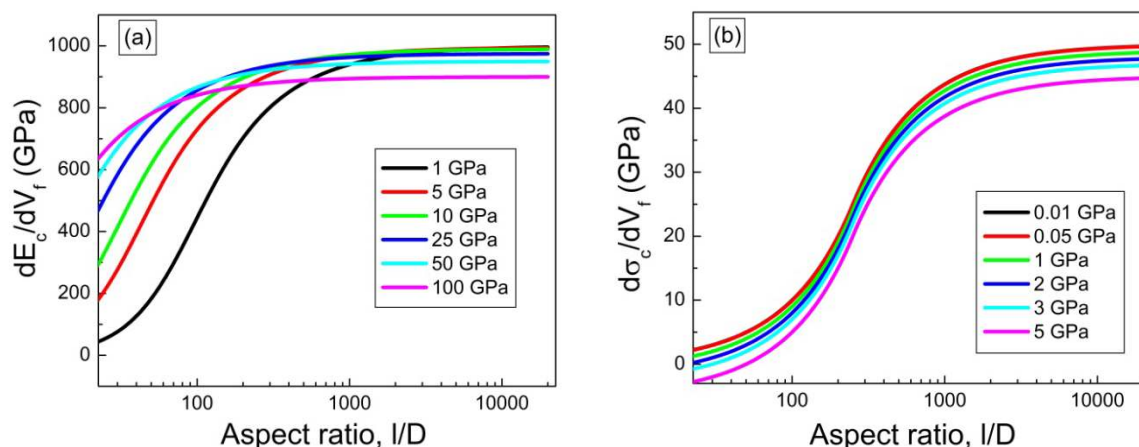 (a)
dE_c/dV_f (GPa)
1000
800
600
400
200
0
1 GPa
5 GPa
10 GPa
25 GPa
50 GPa
100 GPa
100
1000
10000
Aspect ratio, l/D
(b)
dσ_c/dV_f (GPa)
50
40
30
20
10
0
0.01 GPa
0.05 GPa
1 GPa
2 GPa
3 GPa
5 GPa
100
1000
10000
Aspect ratio, l/D